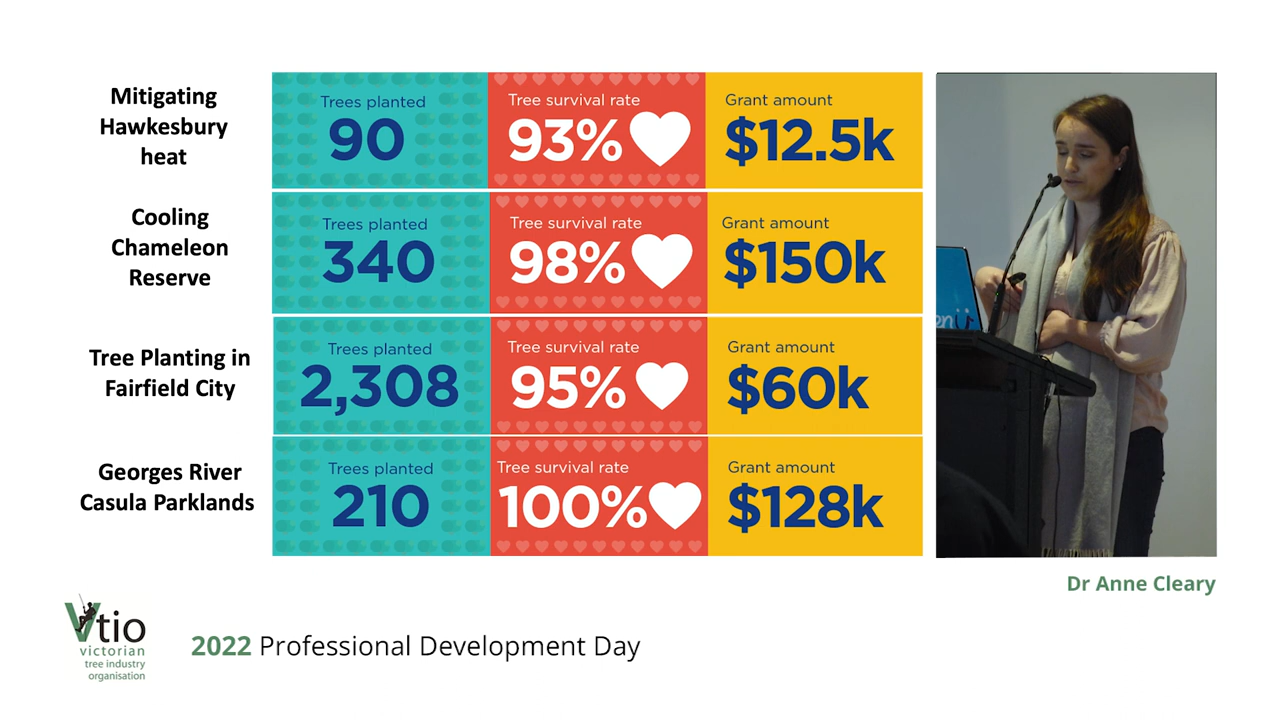 Mitigating
Hawkesbury
heat
Trees planted
90
Tree survival rate
93%
Grant amount
$12.5k
Cooling
Chameleon
Reserve
Trees planted
340
Tree survival rate
98%
Grant amount
$150k
Tree Planting in
Fairfield City
Trees planted
2,308
Tree survival rate
95%
Grant amount
$60k
Georges River
Casula Parklands
Trees planted
210
Tree survival rate
100%
Grant amount
$128k
Dr Anne Cleary
Vtio
victorian
tree industry
organisation
2022 Professional Development Day